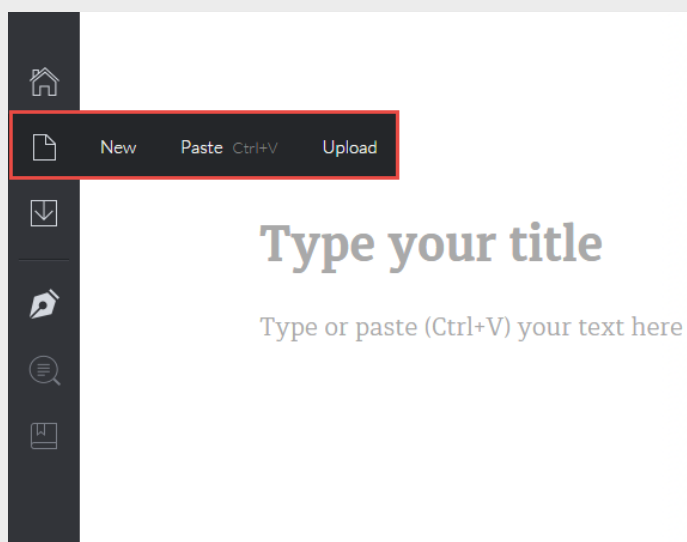 New Paste Ctrl+V Upload
Type your title
Type or paste (Ctrl+V) your text here